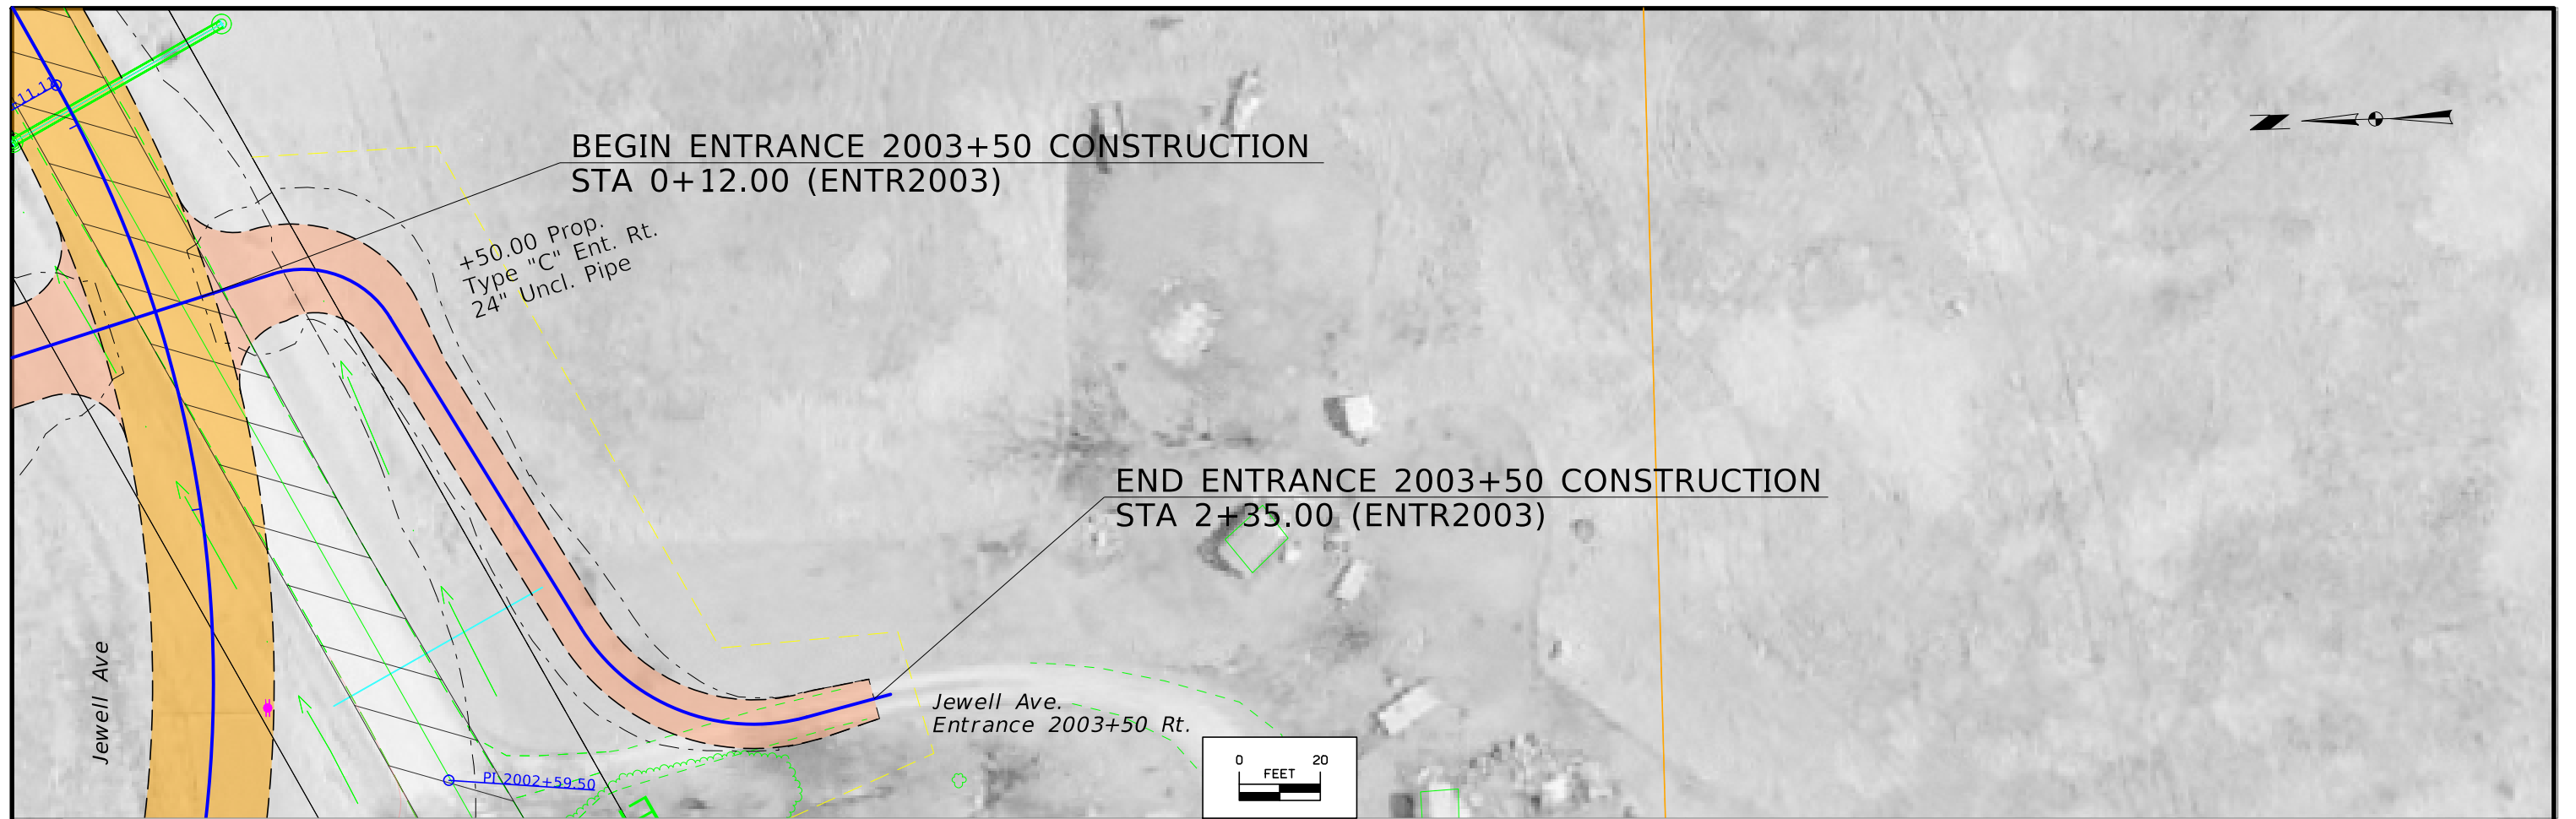 11.11
BEGIN ENTRANCE 2003+50 CONSTRUCTION
STA 0+12.00 (ENTR2003)
+50.00 Prop.
Type "C" Ent. Rt.
24" Uncl. Pipe
END ENTRANCE 2003+50 CONSTRUCTION
STA 2+35.00 (ENTR2003)
Jewell Ave
Jewell Ave.
Entrance 2003+50 Rt.
PI 2002+59.50
0 20
FEET